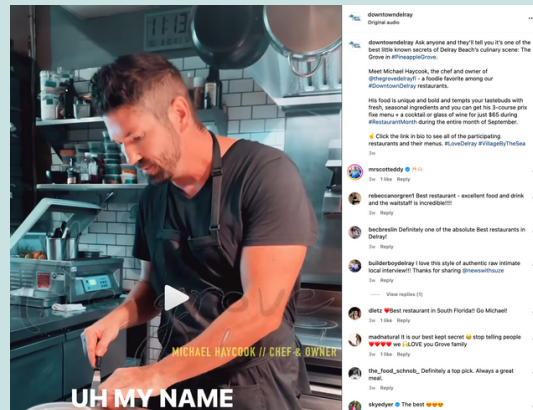 11:13
the grove
MICHAEL HAYCOOK // CHEF & OWNER
UH MY NAME
downtowndelray
Original audio
downtowndelray Ask anyone and they'll tell you it's one of the
best little known secrets of Delray Beach's culinary scene: The
Grove in #PineappleGrove.
Meet Michael Haycook, the chef and owner of
@thegrovedelrayfl - a foodie favorite among our
#DowntownDelray restaurants.
His food is unique and bold and tempts your tastebuds with
fresh, seasonal ingredients and you can get his 3-course prix
fixe menu + a cocktail or glass of wine for just $65 during
#RestaurantMonth during the entire month of September.
☝️ Click the link in bio to see all of the participating
restaurants and their menus. #LoveDelray #VillageByTheSea
3w
mrscotteddy
3w 1 like Reply
rebeccanorgren1 Best restaurant - excellent food and drink
and the waitstaff is incredible!!!!
3w Reply
becbreslin Definitely one of the absolute Best restaurants in
Delray!
3w Reply
builderboydelray I love this style of authentic raw intimate
local interview!!! Thanks for sharing @newswithsuze
3w Reply
View replies (1)
dletz ❤️Best restaurant in South Florida!! Go Michael!
3w 1 like Reply
madnatural It is our best kept secret 😄 stop telling people
❤️❤️❤️❤️ we 👍LOVE you Grove family
3w 1 like Reply
the_food_schnob_ Definitely a top pick. Always a great
meal.
3w Reply
skyedyer The best 😍😍😍